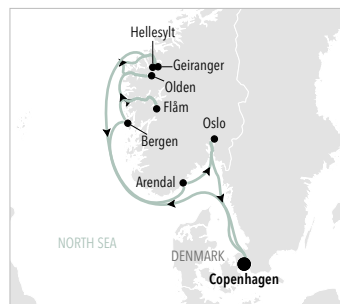 Hellesylt
Geiranger
Olden
Flåm
Oslo
Bergen
Arendal
NORTH SEA
DENMARK
Copenhagen